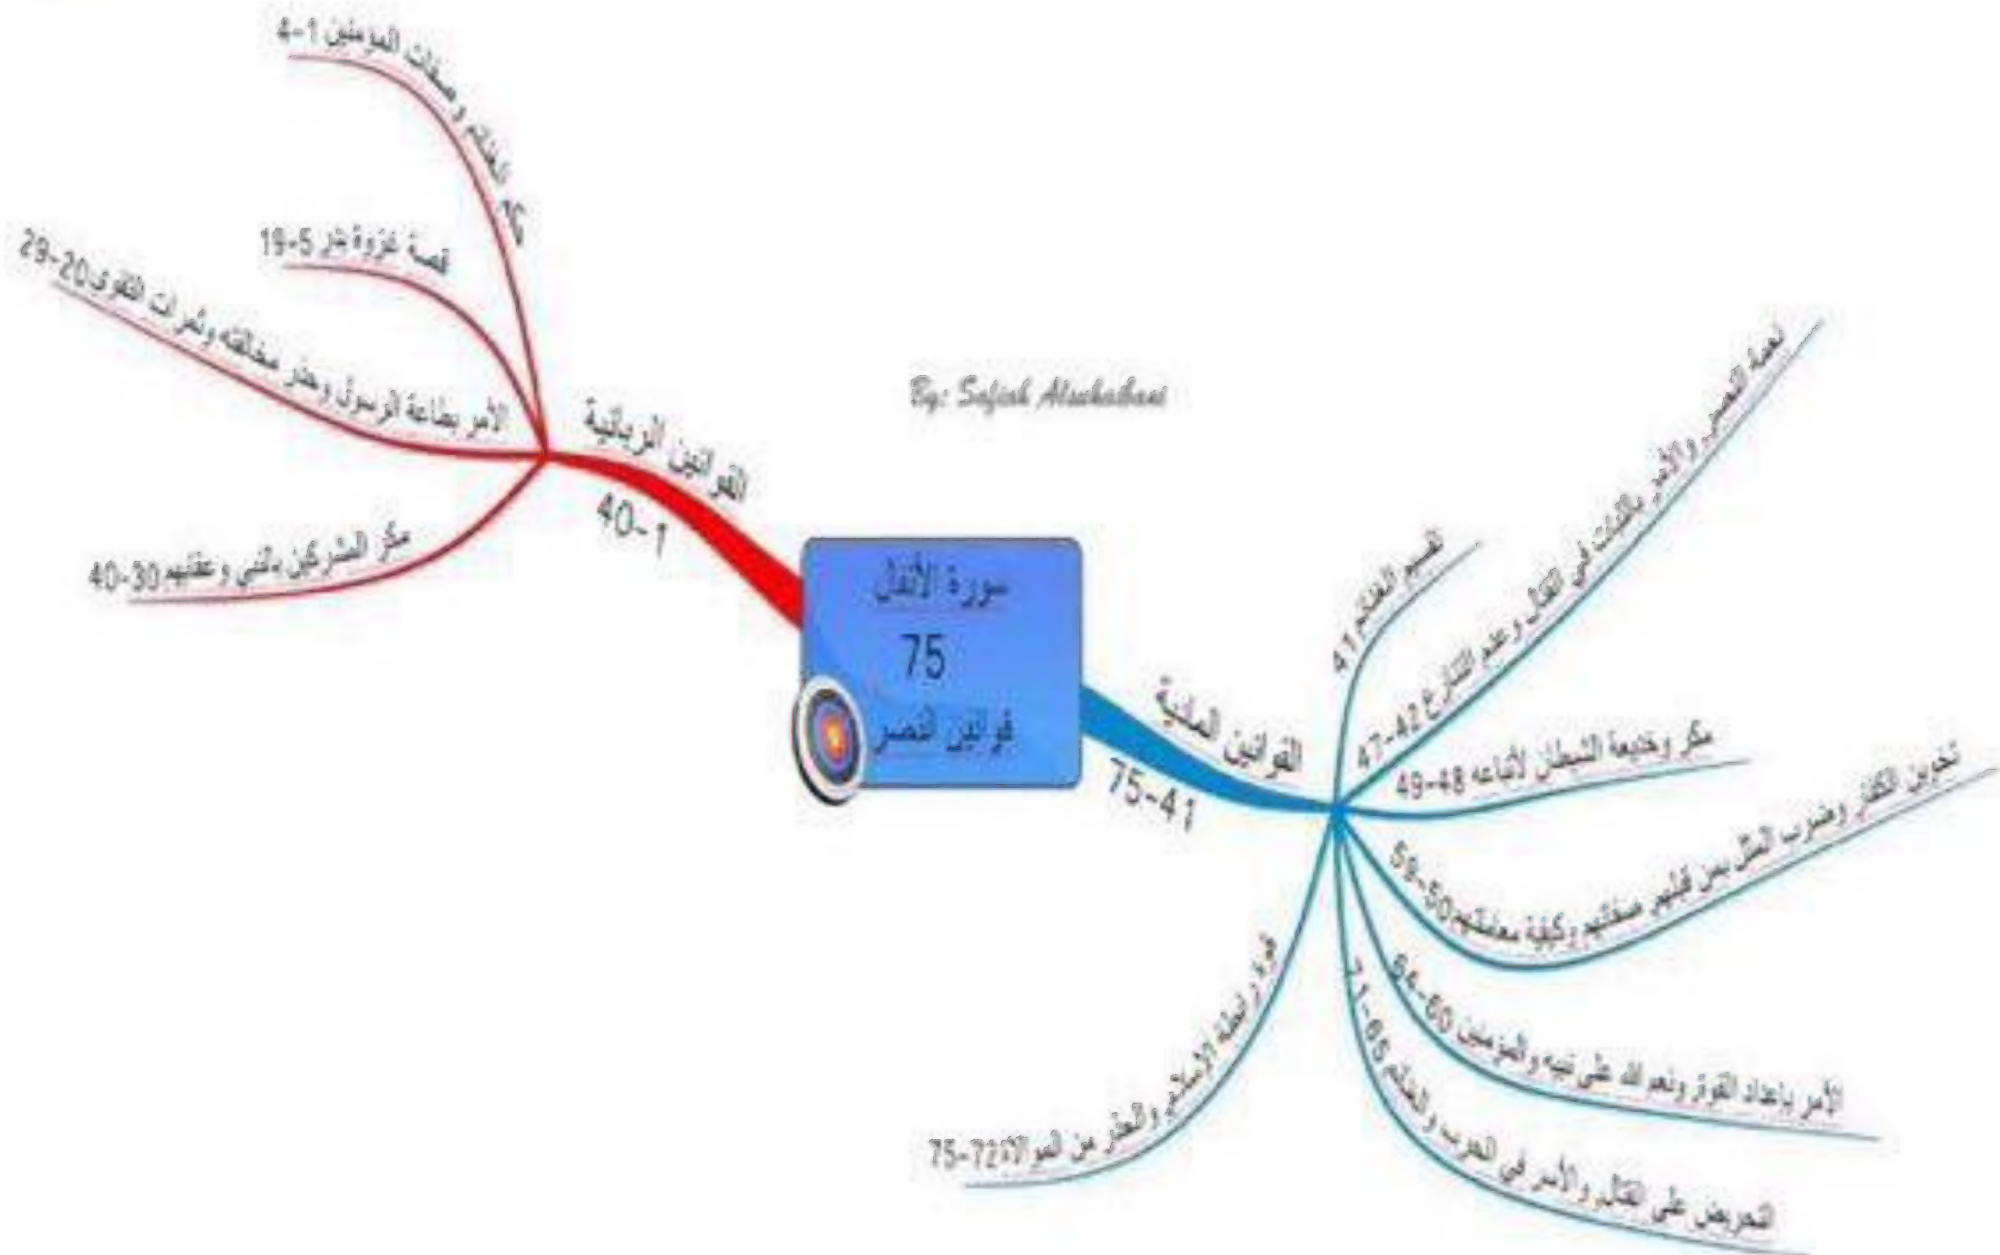 سورة الأنفال
75
قوانين النصر
By: Safiah Alsuhaibani
القوانين الربانية
40-1
حكم الغنائم وصفات المؤمنين 1-4
قصة غزوة بدر 5-19
الأمر بطاعة الرسول وحذر مخالفته وثمرات التقوى 20-29
مكر المشركين بالنبي وعقابهم 30-40
القوانين المادية
75-41
تقسيم الغنائم 41
نعمة النصر، والأمر بالثبات في القتال وعدم التنازع 42-47
مكر وخديعة الشيطان لأتباعه 48-49
الكفار وضرب المثل بمن قبلهم، صفاتهم وكيفية معاملتهم 50-59
الأمر بإعداد القوة, ونعم الله على نبيه والمؤمنين 60-64
التحريض على القتال, والأسر في الحرب, والغنائم 65-71
قوة رابطة الإسلام, والحذر من الموالاة 72-75